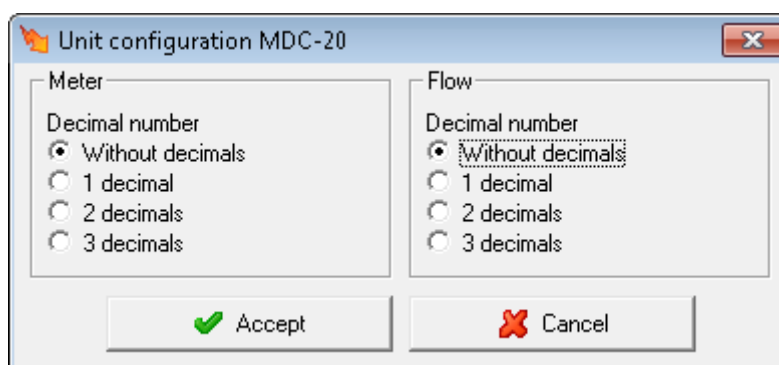 Unit configuration MDC-20
Meter
Decimal number
Without decimals
1 decimal
2 decimals
3 decimals
Flow
Decimal number
Without decimals
1 decimal
2 decimals
3 decimals
Accept
Cancel